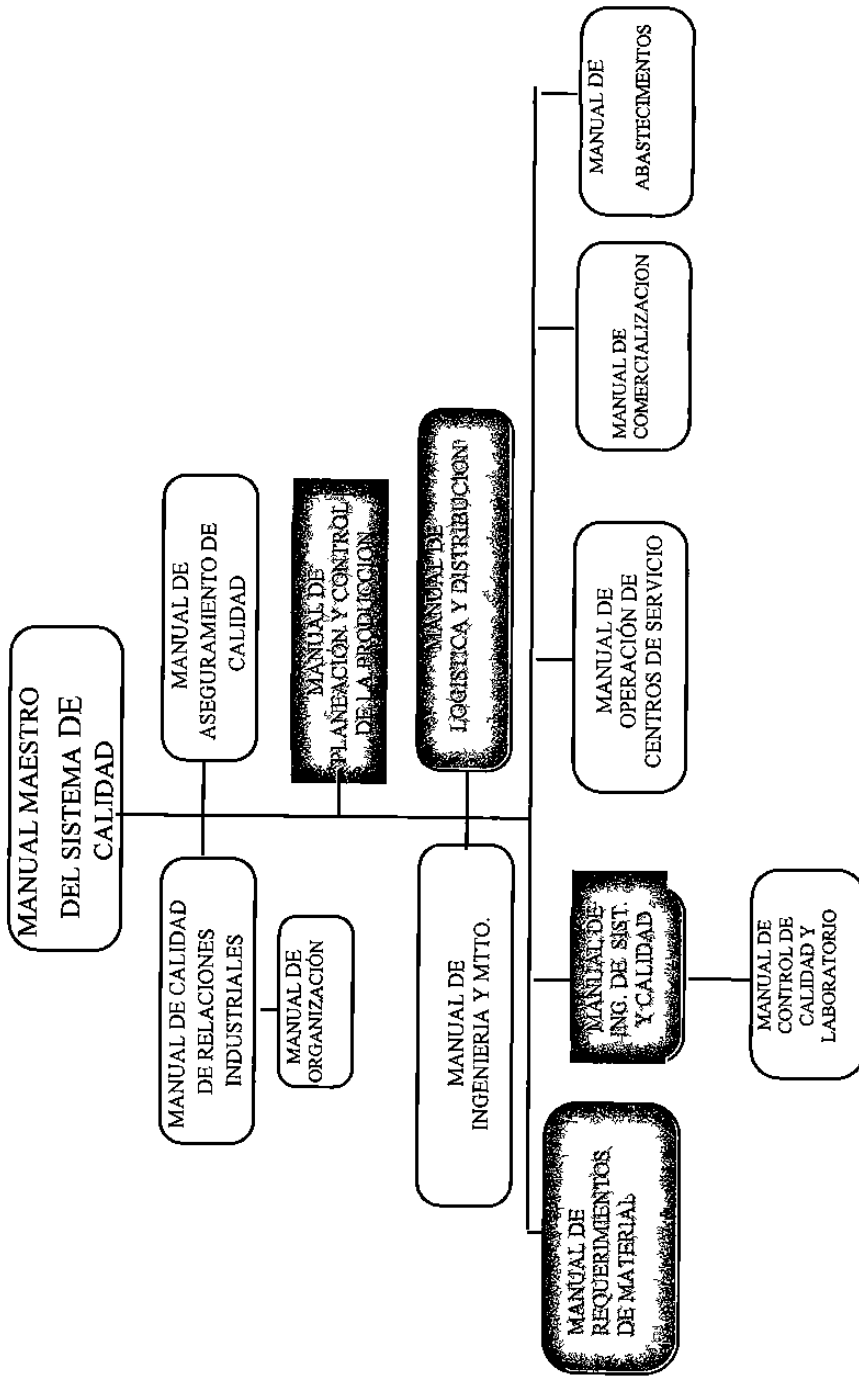 MANUAL MAESTRO
DEL SISTEMA DE
CALIDAD
MANUAL DE CALIDAD
DE RELACIONES
INDUSTRIALES
MANUAL DE
ASEGURAMIENTO DE
CALIDAD
MANUAL DE
ORGANIZACIÓN
MANUAL DE
PLANEACIÓN Y CONTROL
DE LA PRODUCCION
MANUAL DE
INGENIERIA Y MTTO.
MANUAL DE
LOGISTICA Y DISTRIBUCION
MANUAL DE
REQUERIMIENTOS
DE MATERIAL
MANUAL DE
ING. DE SIST.
Y CALIDAD
MANUAL DE
OPERACIÓN DE
CENTROS DE SERVICIO
MANUAL DE
COMERCIALIZACION
MANUAL DE
ABASTECIMENTOS
MANUAL DE
CONTROL DE
CALIDAD Y
LABORATORIO